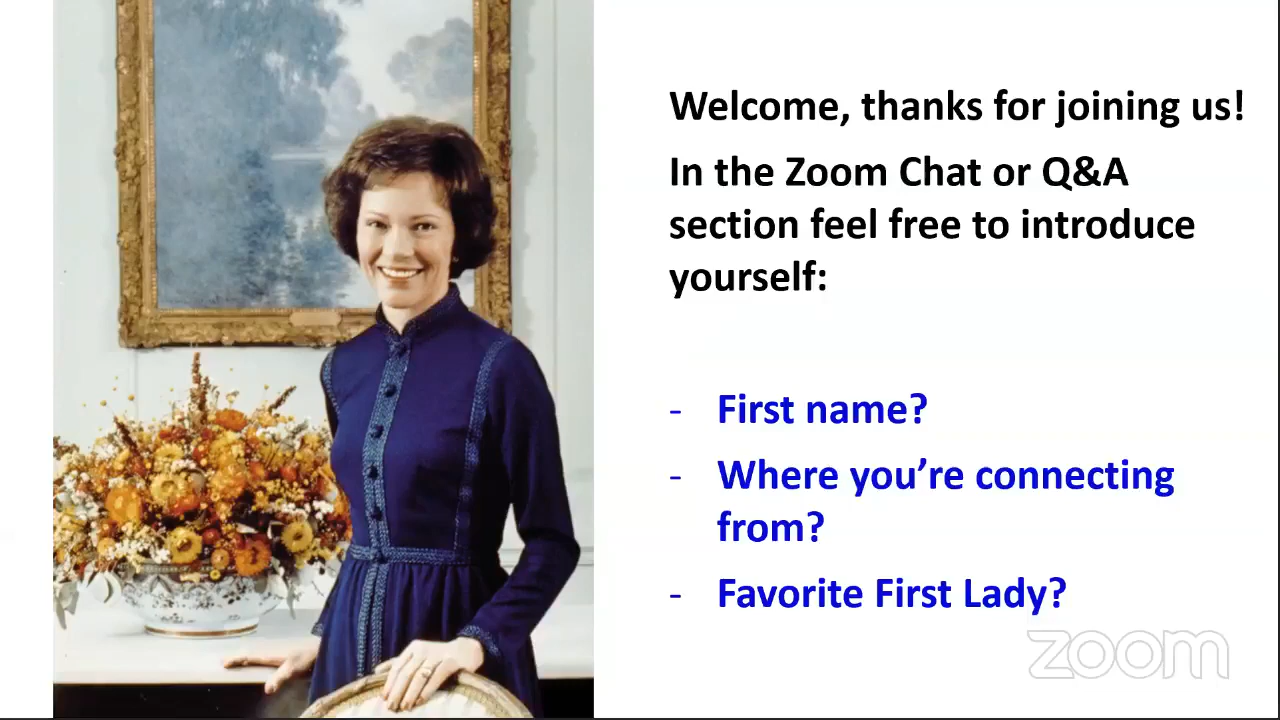 Welcome, thanks for joining us!
In the Zoom Chat or Q&A
section feel free to introduce
yourself:
- First name?
- Where you’re connecting
from?
- Favorite First Lady?
zoom